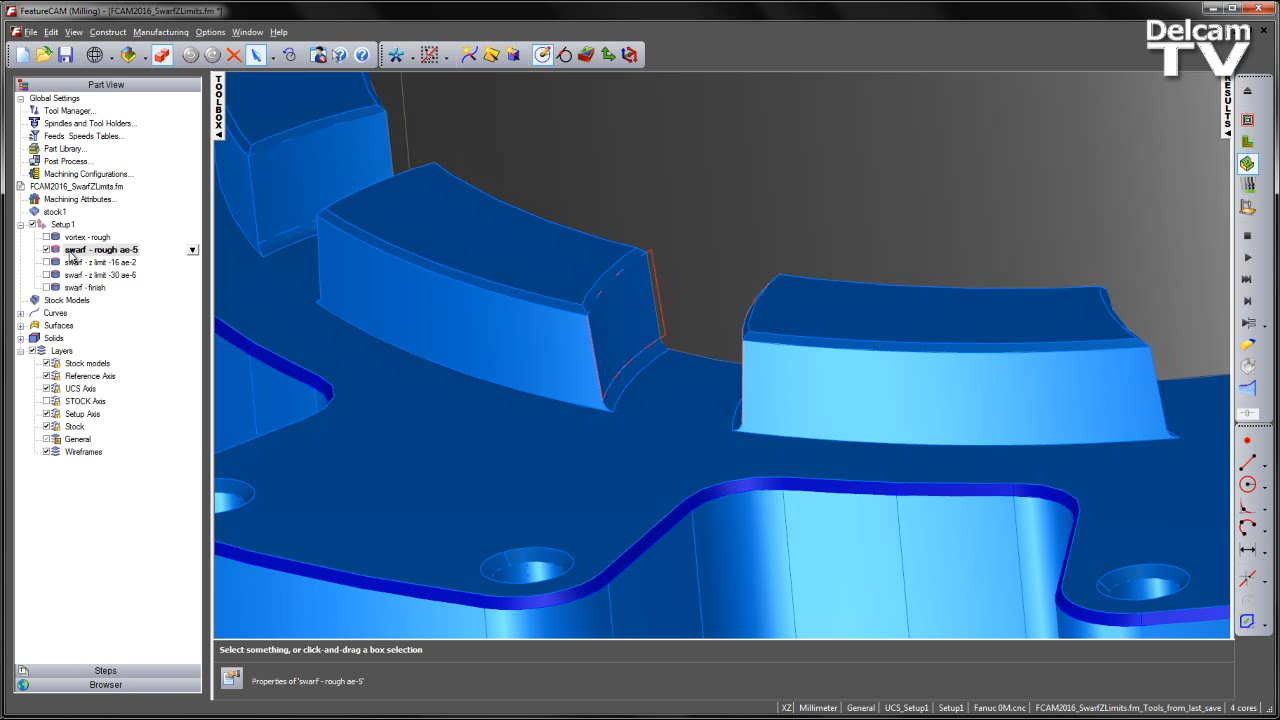 FeatureCAM (Milling) - [FCAM2016_SwarfZLimits.fm *]
File Edit View Construct Manufacturing Options Window Help
Delcam
TV
Part View
TOOLBOX
RESULTS
Global Settings
Tool Manager...
Spindles and Tool Holders...
Feeds Speeds Tables...
Part Library...
Post Process...
Machining Configurations...
FCAM2016_SwarfZLimits.fm
Machining Attributes...
stock1
Setup1
vortex - rough
swarf - rough ae-5
swarf - z limit -16 ae-2
swarf - z limit -30 ae-6
swarf - finish
Stock Models
Curves
Surfaces
Solids
Layers
Stock models
Reference Axis
UCS Axis
STOCK Axis
Setup Axis
Stock
General
Wireframes
Steps
Browser
Select something, or click-and-drag a box selection
Properties of 'swarf - rough ae-5'
XZ Millimeter General UCS_Setup1 Setup1 Fanuc 0M.cnc FCAM2016_SwarfZLimits.fm_Tools_from_last_save 4 cores